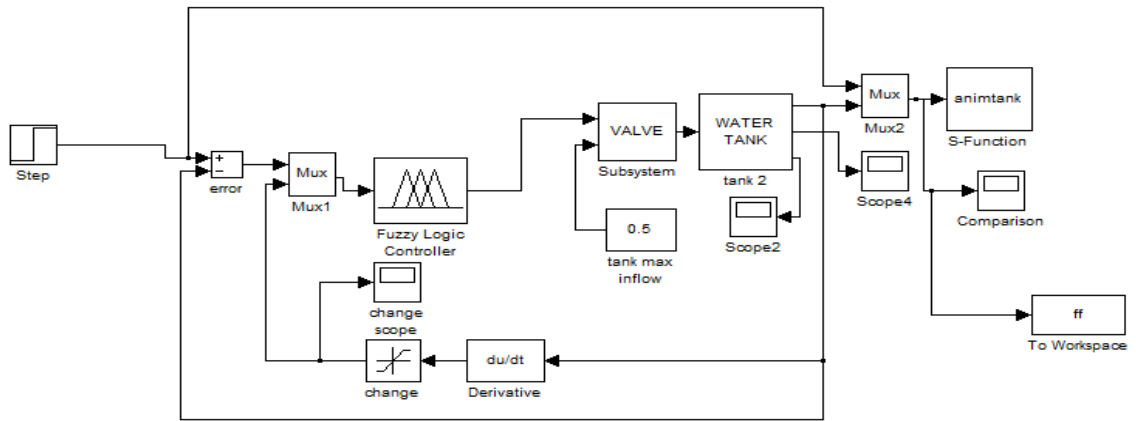 Step
+
−
error
Mux
Mux1
Fuzzy Logic
Controller
VALVE
Subsystem
0.5
tank max
inflow
WATER
TANK
tank 2
Scope2
Mux
Mux2
Scope4
animtank
S-Function
Comparison
ff
To Workspace
change
scope
change
du/dt
Derivative